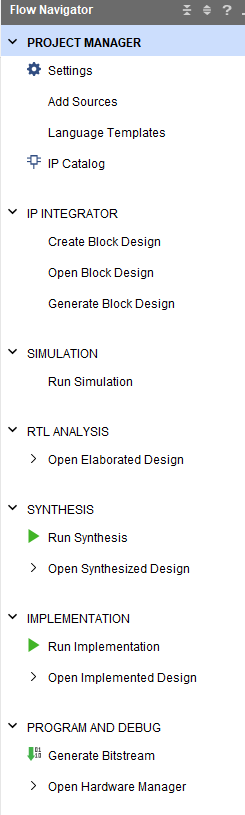 Flow Navigator
PROJECT MANAGER
Settings
Add Sources
Language Templates
IP Catalog
IP INTEGRATOR
Create Block Design
Open Block Design
Generate Block Design
SIMULATION
Run Simulation
RTL ANALYSIS
Open Elaborated Design
SYNTHESIS
Run Synthesis
Open Synthesized Design
IMPLEMENTATION
Run Implementation
Open Implemented Design
PROGRAM AND DEBUG
Generate Bitstream
Open Hardware Manager